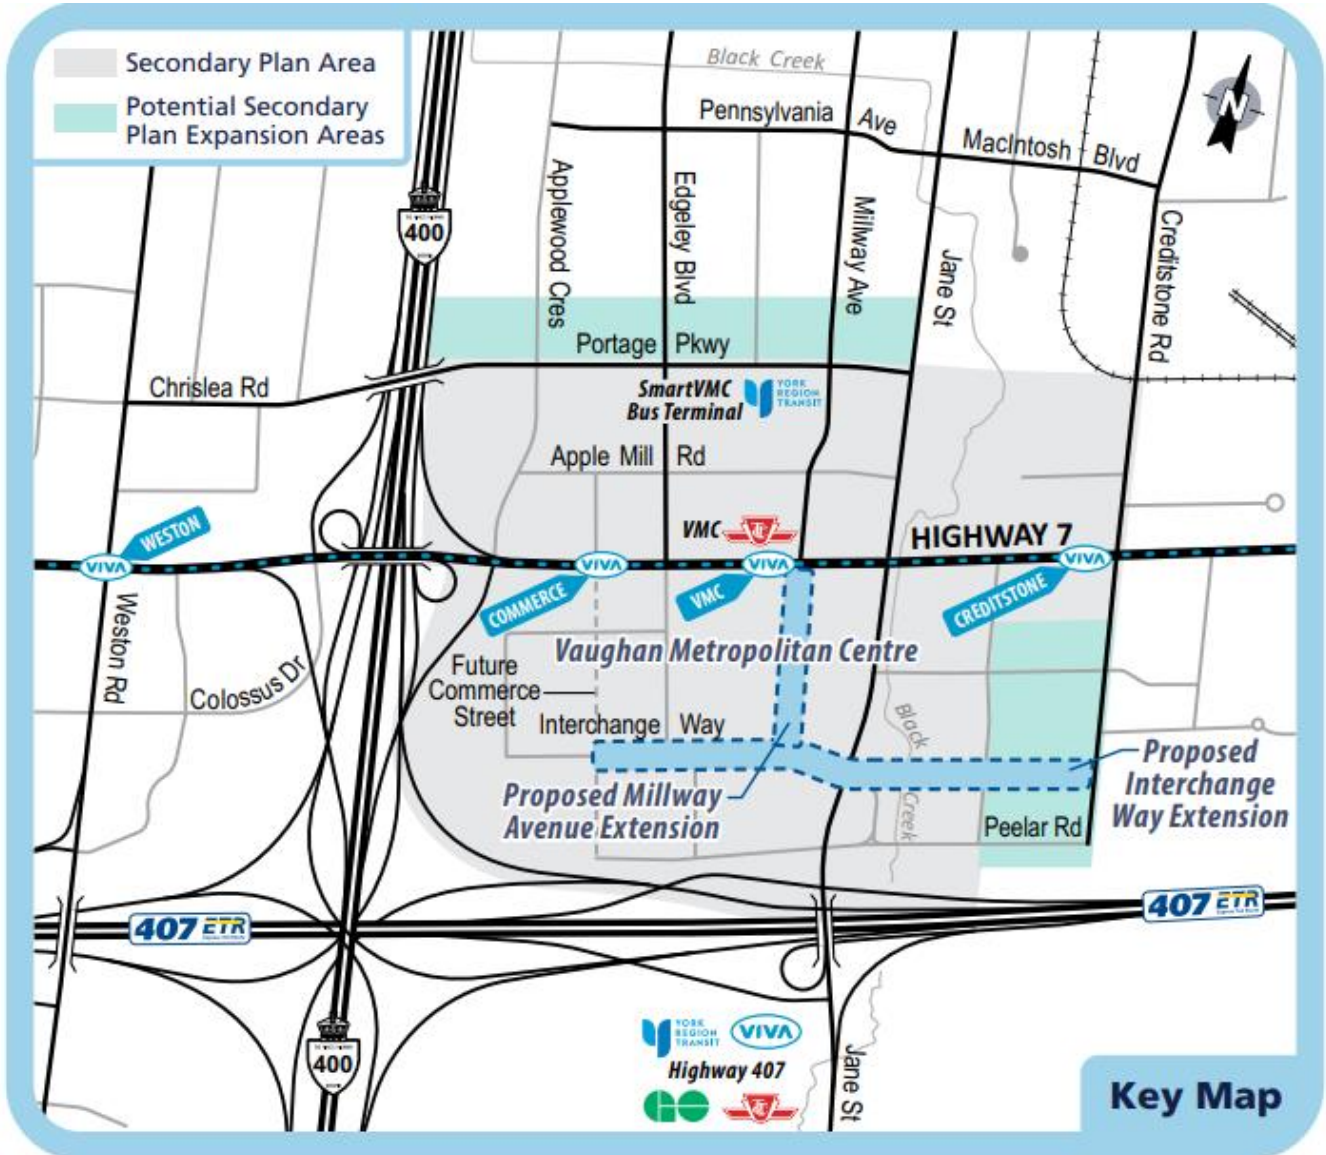 Secondary Plan Area
Potential Secondary
Plan Expansion Areas
Black Creek
N
Pennsylvania Ave
MacIntosh Blvd
Applewood Cres
Edgeley Blvd
Millway Ave
Jane St
Creditstone Rd
400
Portage Pkwy
Chrislea Rd
SmartVMC
Bus Terminal
YORK
REGION
TRANSIT
Apple Mill Rd
WESTON
VIVA
VMC
HIGHWAY 7
COMMERCE
VIVA
VMC
VIVA
CREDITSTONE
VIVA
Weston Rd
Colossus Dr
Vaughan Metropolitan Centre
Future
Commerce
Street
Interchange Way
Black Creek
Proposed Millway
Avenue Extension
Proposed
Interchange
Way Extension
Peelar Rd
407 ETR
407 ETR
400
YORK
REGION
TRANSIT
VIVA
Highway 407
GO
Jane St
Key Map